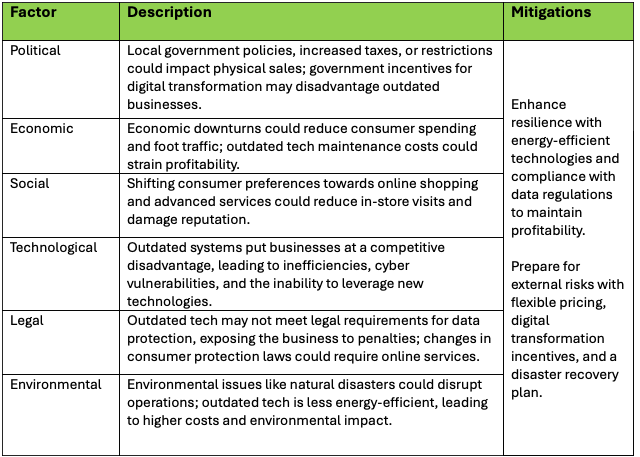 Factor
Description
Mitigations
Political
Local government policies, increased taxes, or restrictions
could impact physical sales; government incentives for
digital transformation may disadvantage outdated
businesses.
Economic
Economic downturns could reduce consumer spending
and foot traffic; outdated tech maintenance costs could
strain profitability.
Social
Shifting consumer preferences towards online shopping
and advanced services could reduce in-store visits and
damage reputation.
Technological
Outdated systems put businesses at a competitive
disadvantage, leading to inefficiencies, cyber
vulnerabilities, and the inability to leverage new
technologies.
Legal
Outdated tech may not meet legal requirements for data
protection, exposing the business to penalties; changes in
consumer protection laws could require online services.
Environmental
Environmental issues like natural disasters could disrupt
operations; outdated tech is less energy-efficient, leading
to higher costs and environmental impact.
Enhance
resilience with
energy-efficient
technologies and
compliance with
data regulations
to maintain
profitability.
Prepare for
external risks with
flexible pricing,
digital
transformation
incentives, and a
disaster recovery
plan.